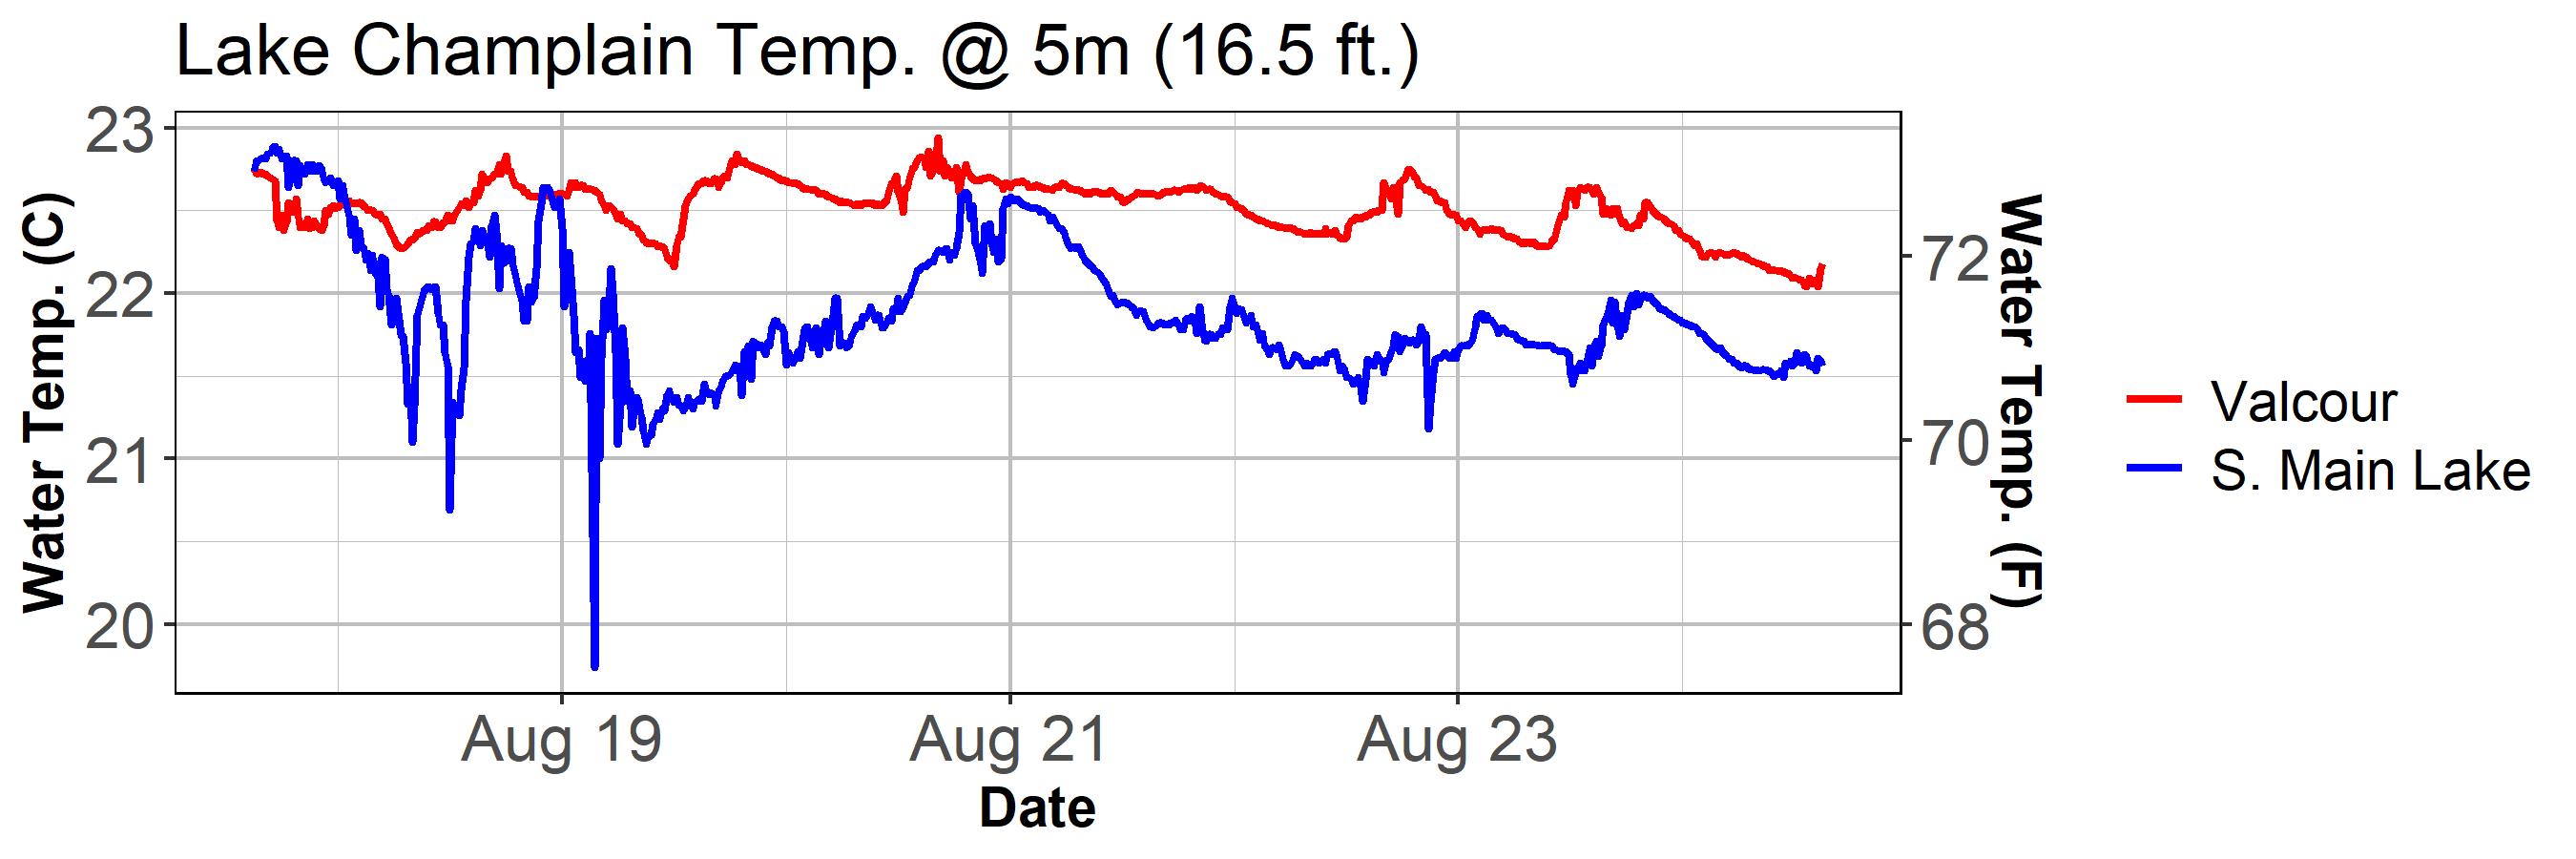 Lake Champlain Temp. @ 5m (16.5 ft.)
Water Temp. (C)
23
22
21
20
72
70
68
Water Temp. (F)
Valcour
S. Main Lake
Aug 19
Aug 21
Aug 23
Date